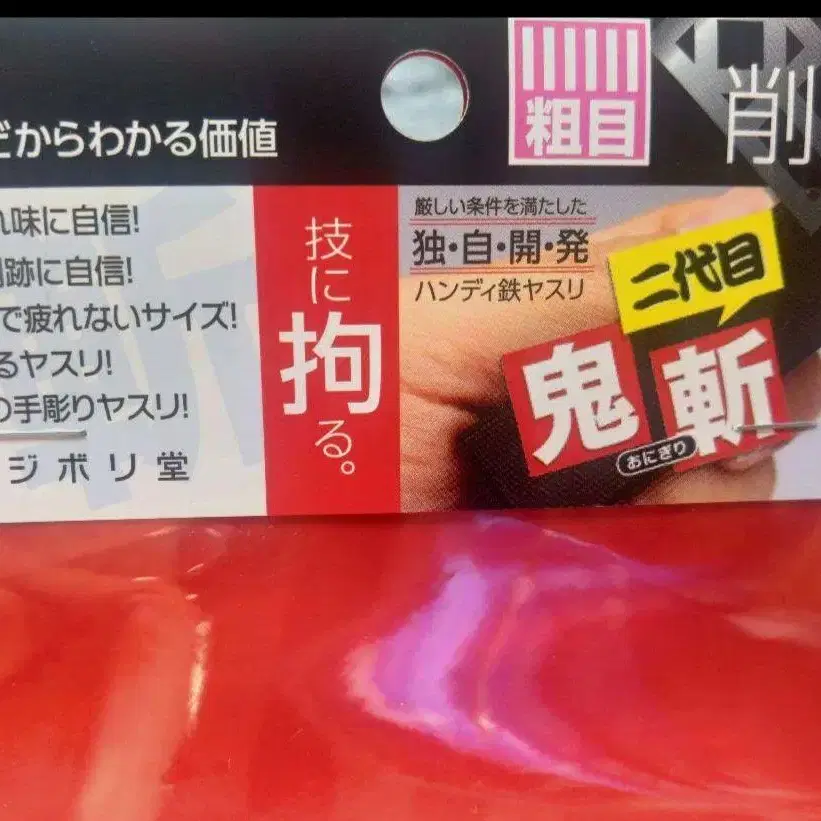 粗目
削
だからわかる価値
れ味に自信!
削跡に自信!
で疲れないサイズ!
るヤスリ!
の手彫りヤスリ!
ジボリ堂
技に
拘
る。
厳しい条件を満たした
独・自・開・発
ハンディ鉄ヤスリ
二代目
鬼斬
おにぎり